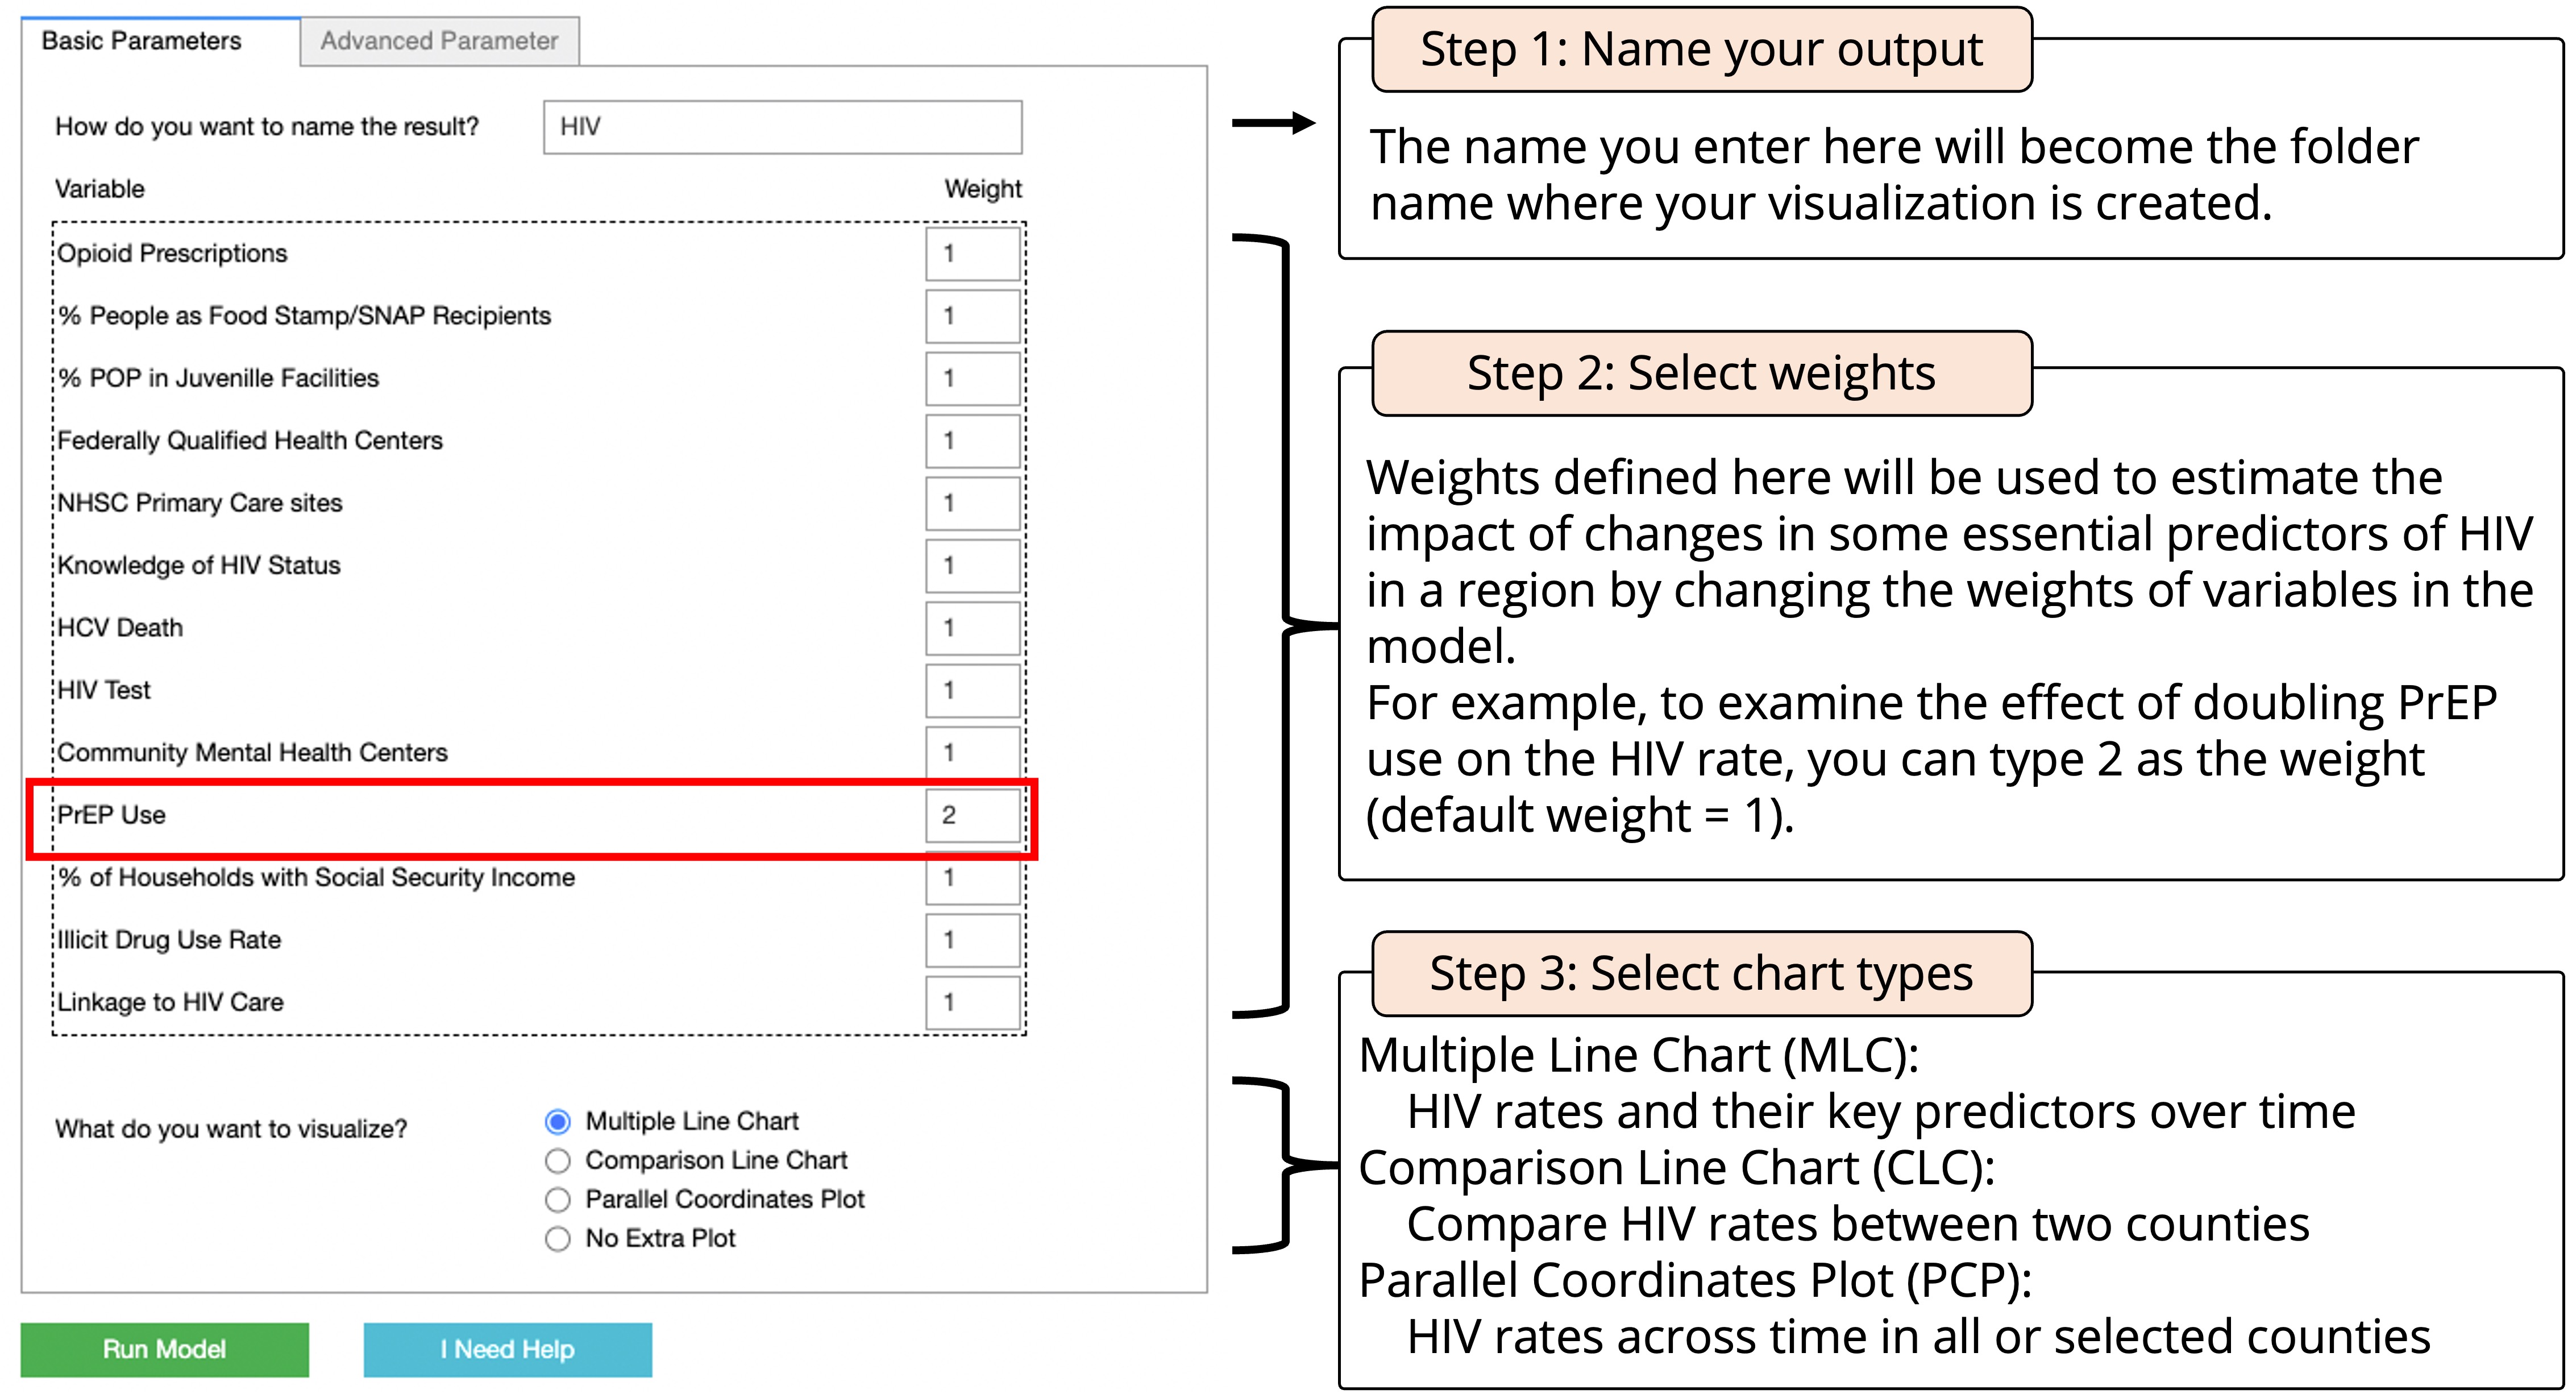 Basic Parameters
Advanced Parameter
How do you want to name the result?
HIV
Variable
Weight
Opioid Prescriptions
1
% People as Food Stamp/SNAP Recipients
1
% POP in Juvenille Facilities
1
Federally Qualified Health Centers
1
NHSC Primary Care sites
1
Knowledge of HIV Status
1
HCV Death
1
HIV Test
1
Community Mental Health Centers
1
PrEP Use
2
% of Households with Social Security Income
1
Illicit Drug Use Rate
1
Linkage to HIV Care
1
What do you want to visualize?
Multiple Line Chart
Comparison Line Chart
Parallel Coordinates Plot
No Extra Plot
Run Model
I Need Help
Step 1: Name your output
The name you enter here will become the folder
name where your visualization is created.
Step 2: Select weights
Weights defined here will be used to estimate the
impact of changes in some essential predictors of HIV
in a region by changing the weights of variables in the
model.
For example, to examine the effect of doubling PrEP
use on the HIV rate, you can type 2 as the weight
(default weight = 1).
Step 3: Select chart types
Multiple Line Chart (MLC):
HIV rates and their key predictors over time
Comparison Line Chart (CLC):
Compare HIV rates between two counties
Parallel Coordinates Plot (PCP):
HIV rates across time in all or selected counties